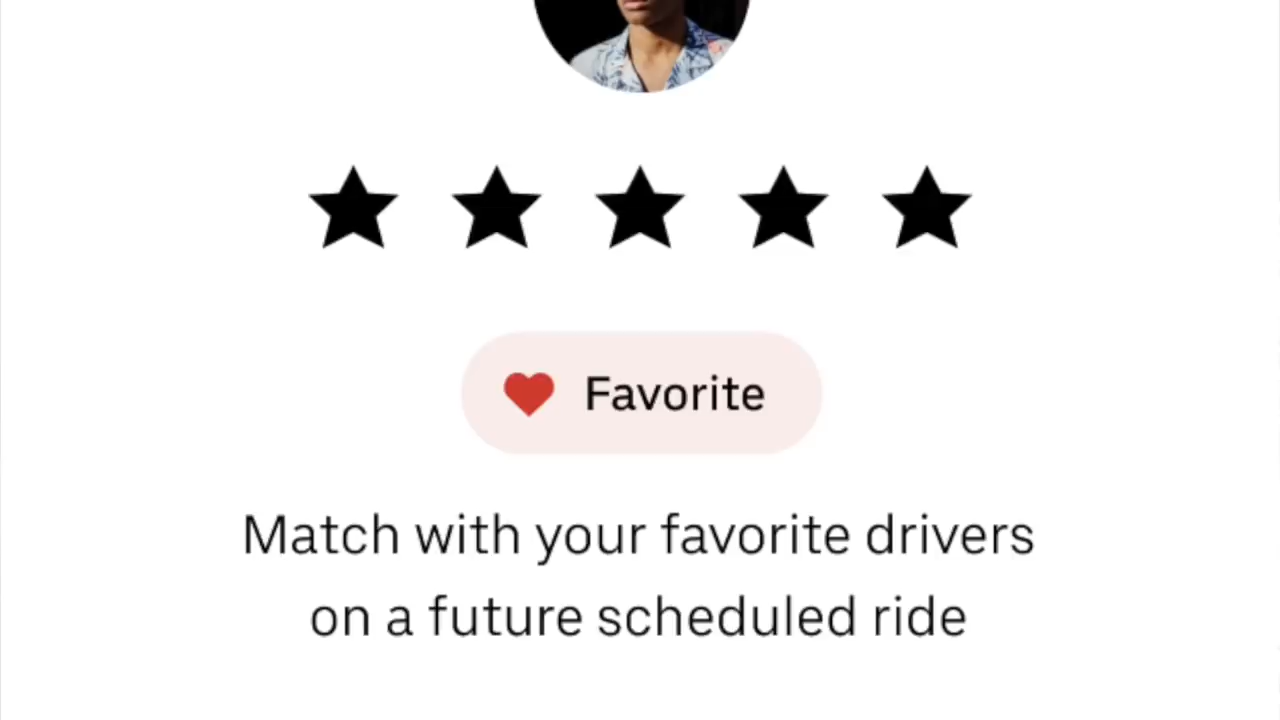 Favorite
Match with your favorite drivers
on a future scheduled ride